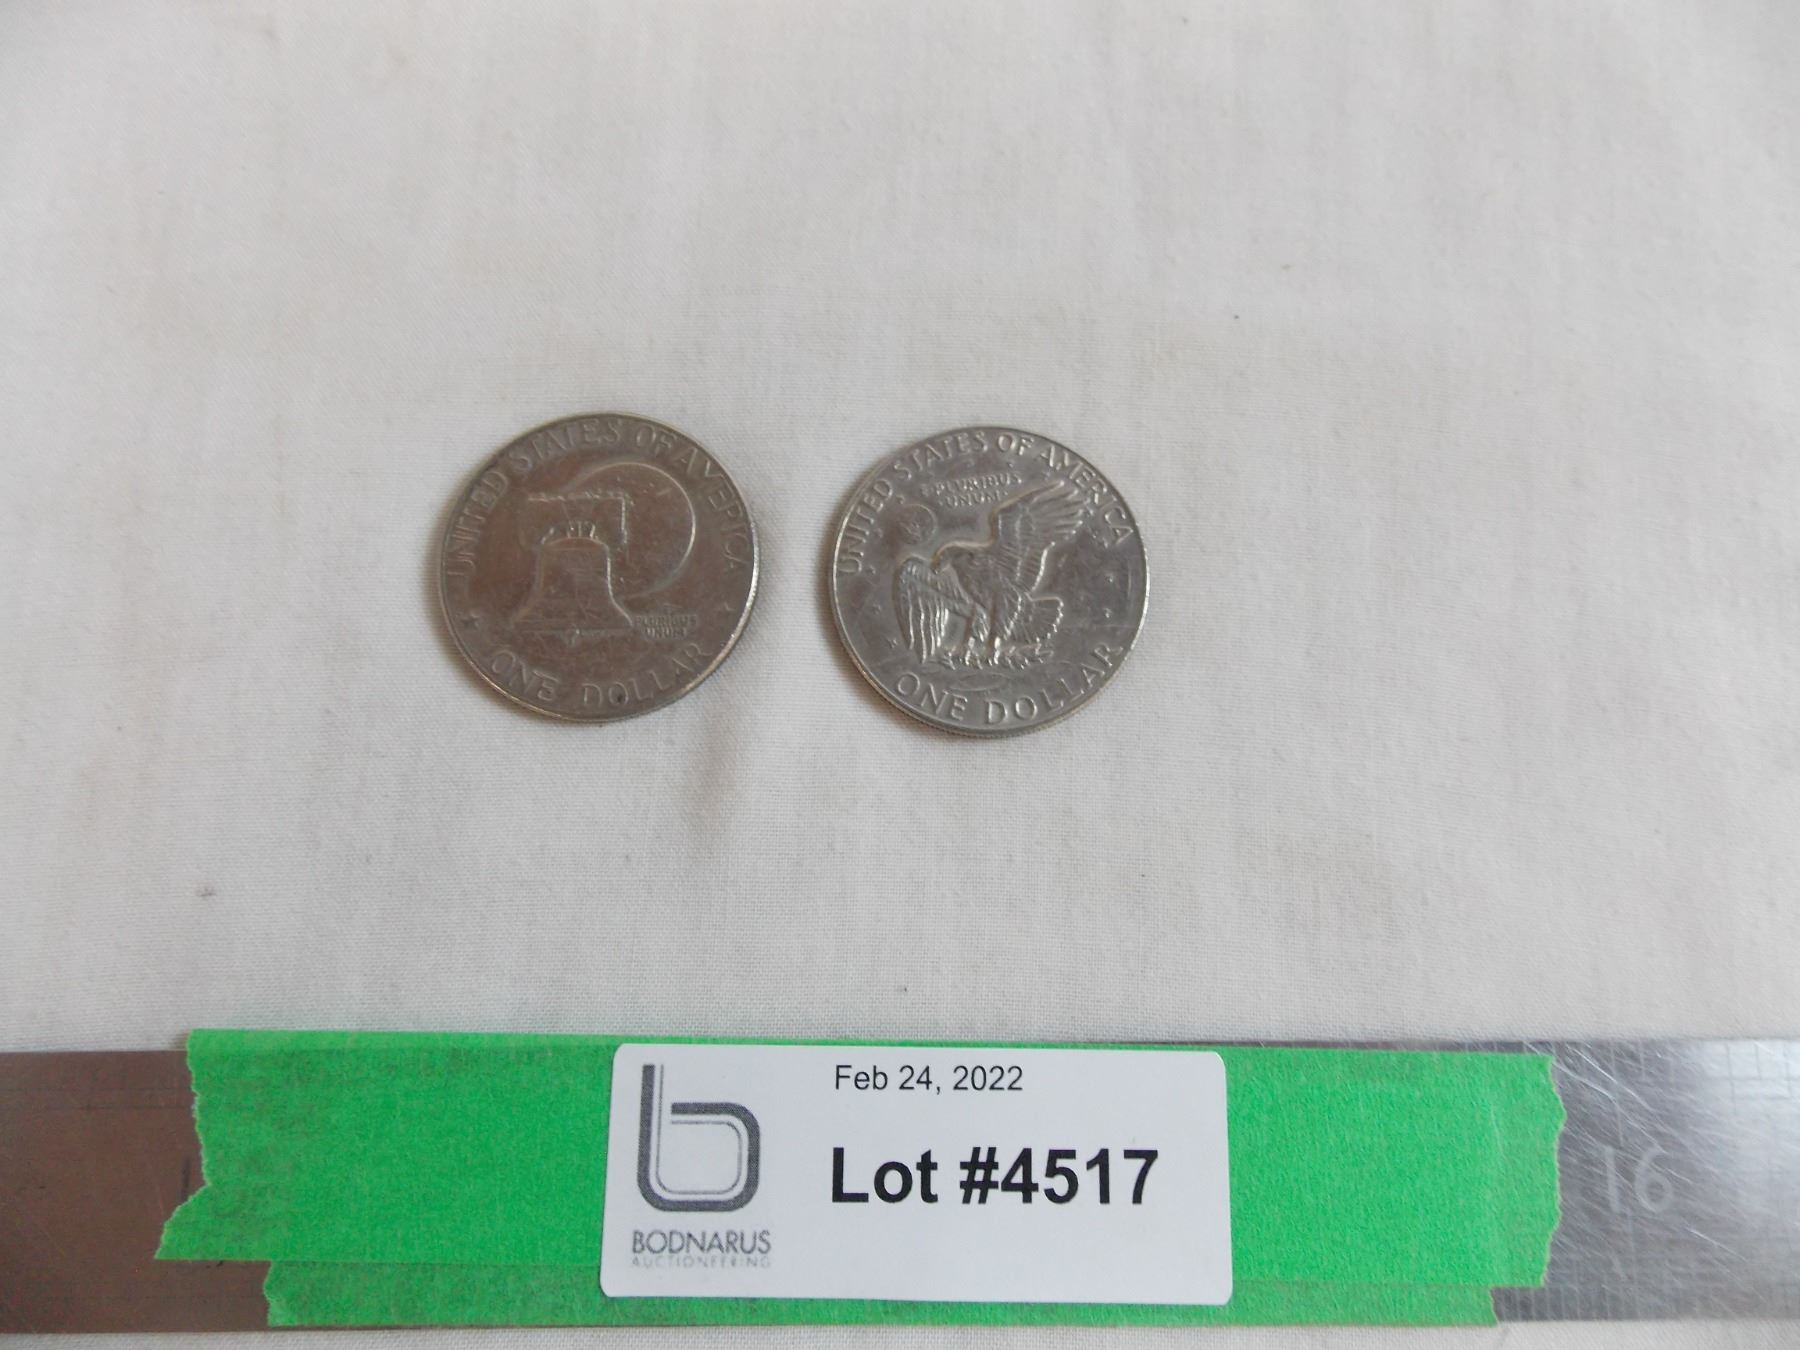 UNITED STATES OF AMERICA
PLURIBUS
UNUM
ONE DOLLAR
UNITED STATES OF AMERICA
E PLURIBUS
UNUM
ONE DOLLAR
Feb 24, 2022
Lot #4517
BODNARUS
AUCTIONEERING
16